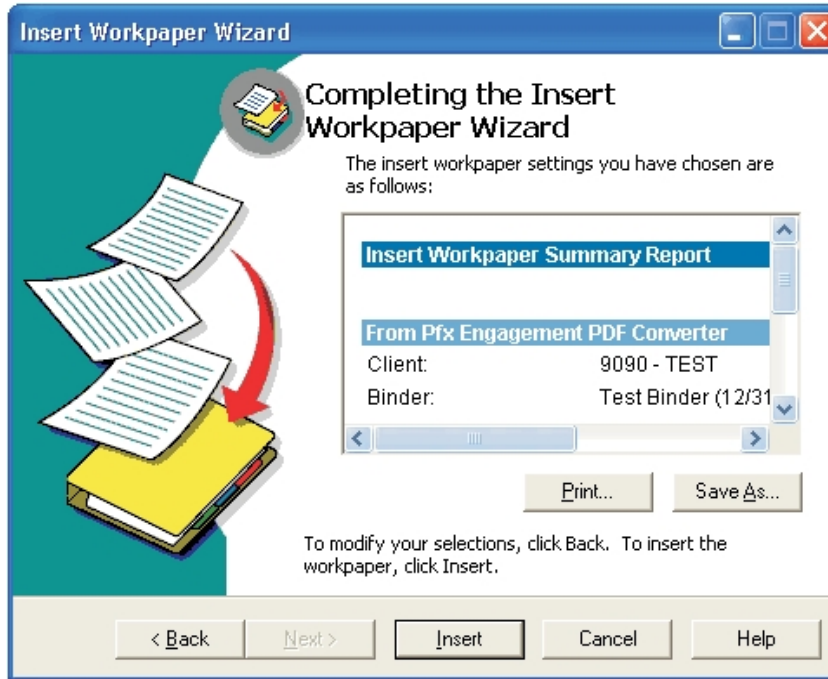 Insert Workpaper Wizard
Completing the Insert
Workpaper Wizard
The insert workpaper settings you have chosen are
as follows:
Insert Workpaper Summary Report
From Pfx Engagement PDF Converter
Client: 9090 - TEST
Binder: Test Binder (12/31
Print... Save As...
To modify your selections, click Back. To insert the
workpaper, click Insert.
< Back Next > Insert Cancel Help